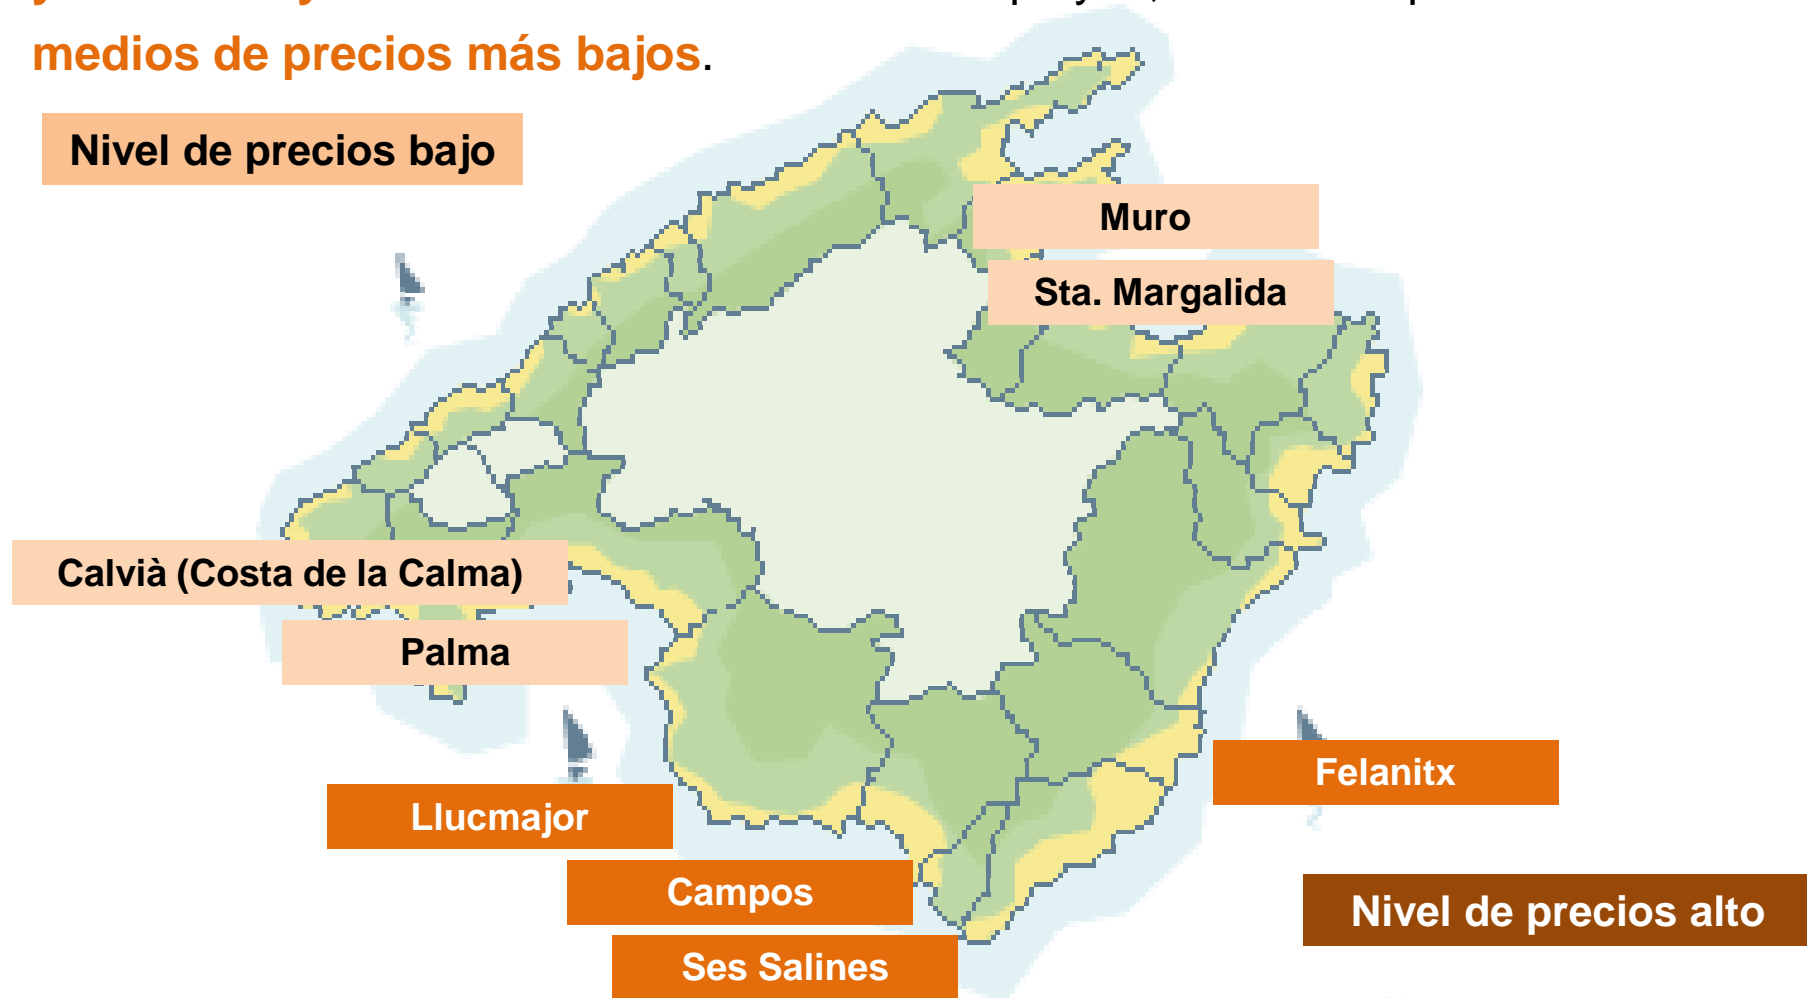 medios de precios más bajos.
Nivel de precios bajo
Muro
Sta. Margalida
Calvià (Costa de la Calma)
Palma
Felanitx
Llucmajor
Campos
Nivel de precios alto
Ses Salines